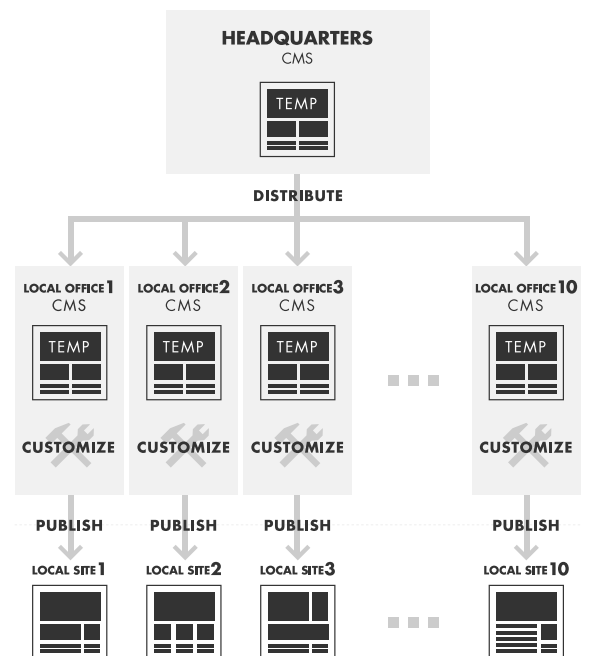 HEADQUARTERS
CMS
TEMP
DISTRIBUTE
LOCAL OFFICE 1
CMS
TEMP
CUSTOMIZE
LOCAL OFFICE 2
CMS
TEMP
CUSTOMIZE
LOCAL OFFICE 3
CMS
TEMP
CUSTOMIZE
LOCAL OFFICE 10
CMS
TEMP
CUSTOMIZE
PUBLISH
PUBLISH
PUBLISH
PUBLISH
LOCAL SITE 1
LOCAL SITE 2
LOCAL SITE 3
LOCAL SITE 10